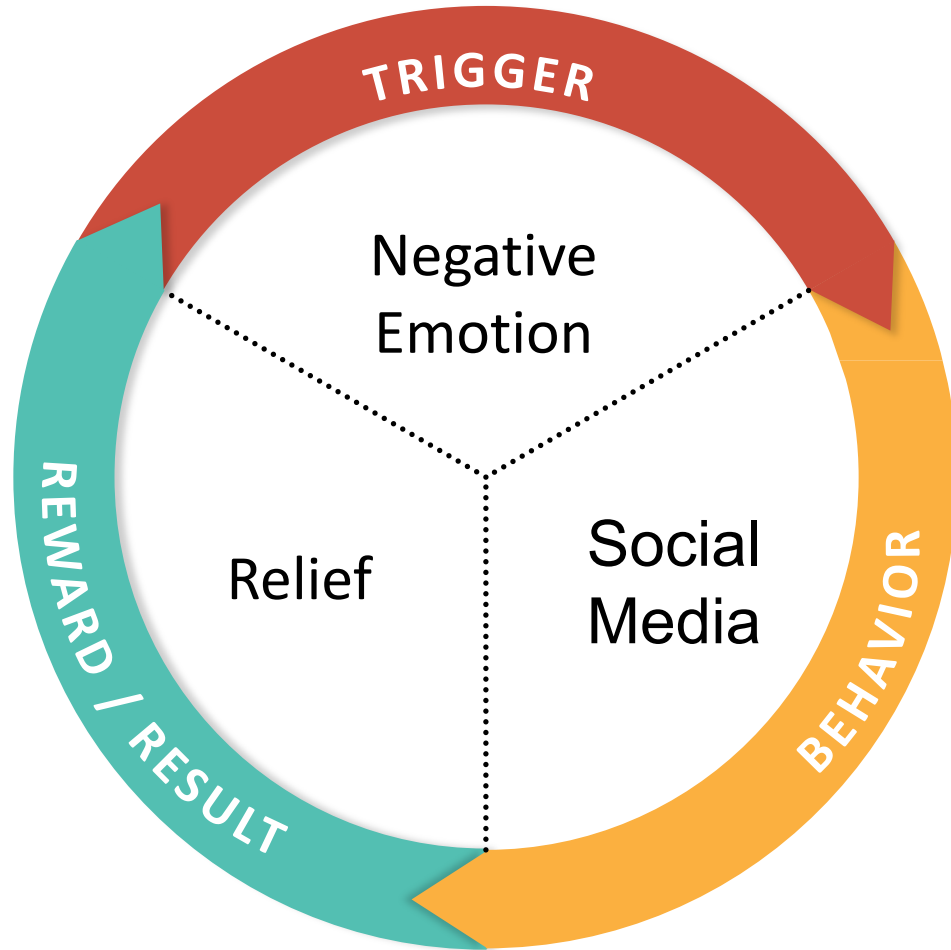 TRIGGER
Negative
Emotion
Social
Media
BEHAVIOR
Relief
REWARD / RESULT